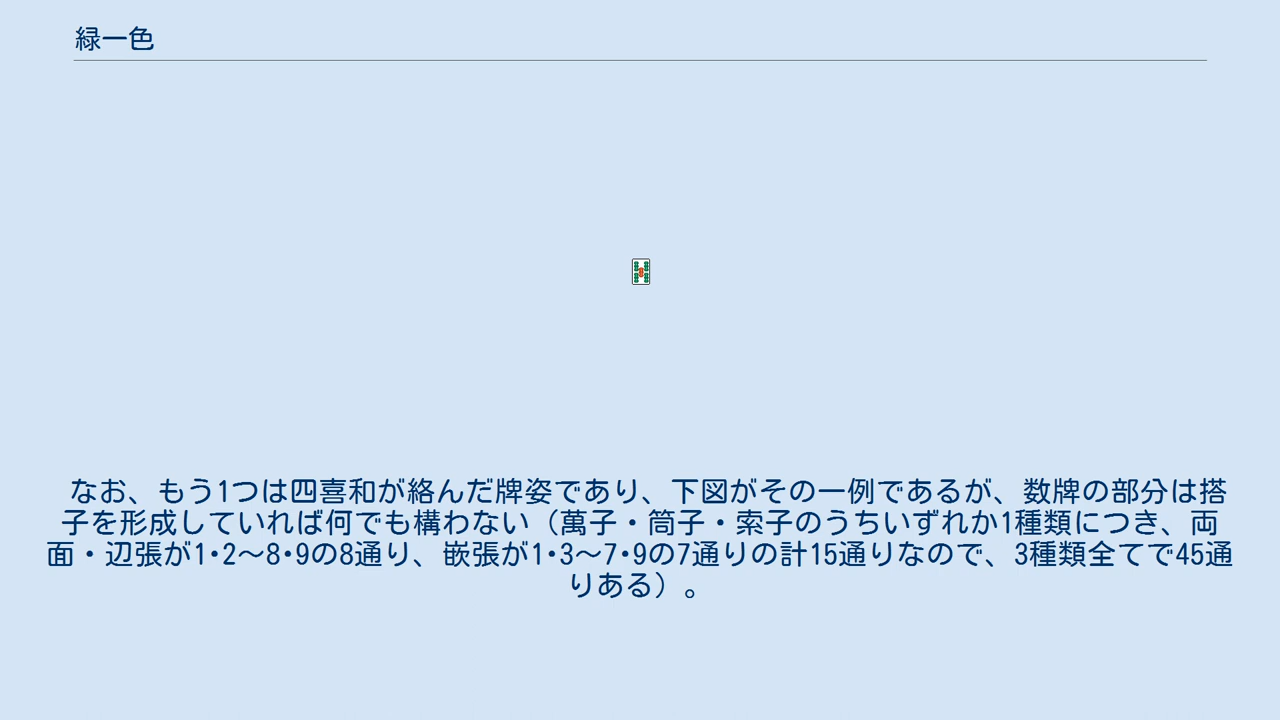 緑一色
なお、もう1つは四喜和が絡んだ牌姿であり、下図がその一例であるが、数牌の部分は搭
子を形成していれば何でも構わない（萬子・筒子・索子のうちいずれか1種類につき、両
面・辺張が1･2～8･9の8通り、嵌張が1･3～7･9の7通りの計15通りなので、3種類全てで45通
りある）。